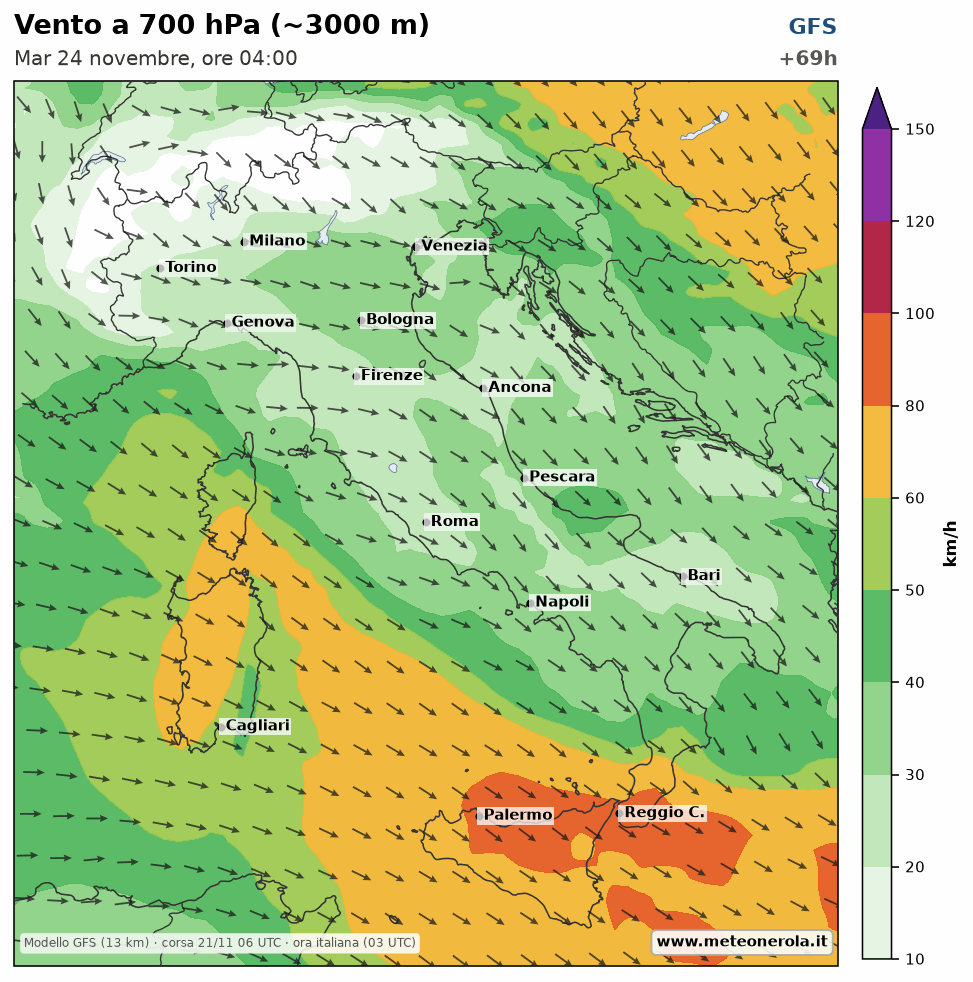 Vento a 700 hPa (~3000 m)
GFS
Mar 24 novembre, ore 04:00
+69h
150
120
100
80
60
50
40
30
20
10
km/h
Milano
Venezia
Torino
Genova
Bologna
Firenze
Ancona
Pescara
Roma
Bari
Napoli
Cagliari
Palermo
Reggio C.
Modello GFS (13 km) · corsa 21/11 06 UTC · ora italiana (03 UTC)
www.meteonerola.it